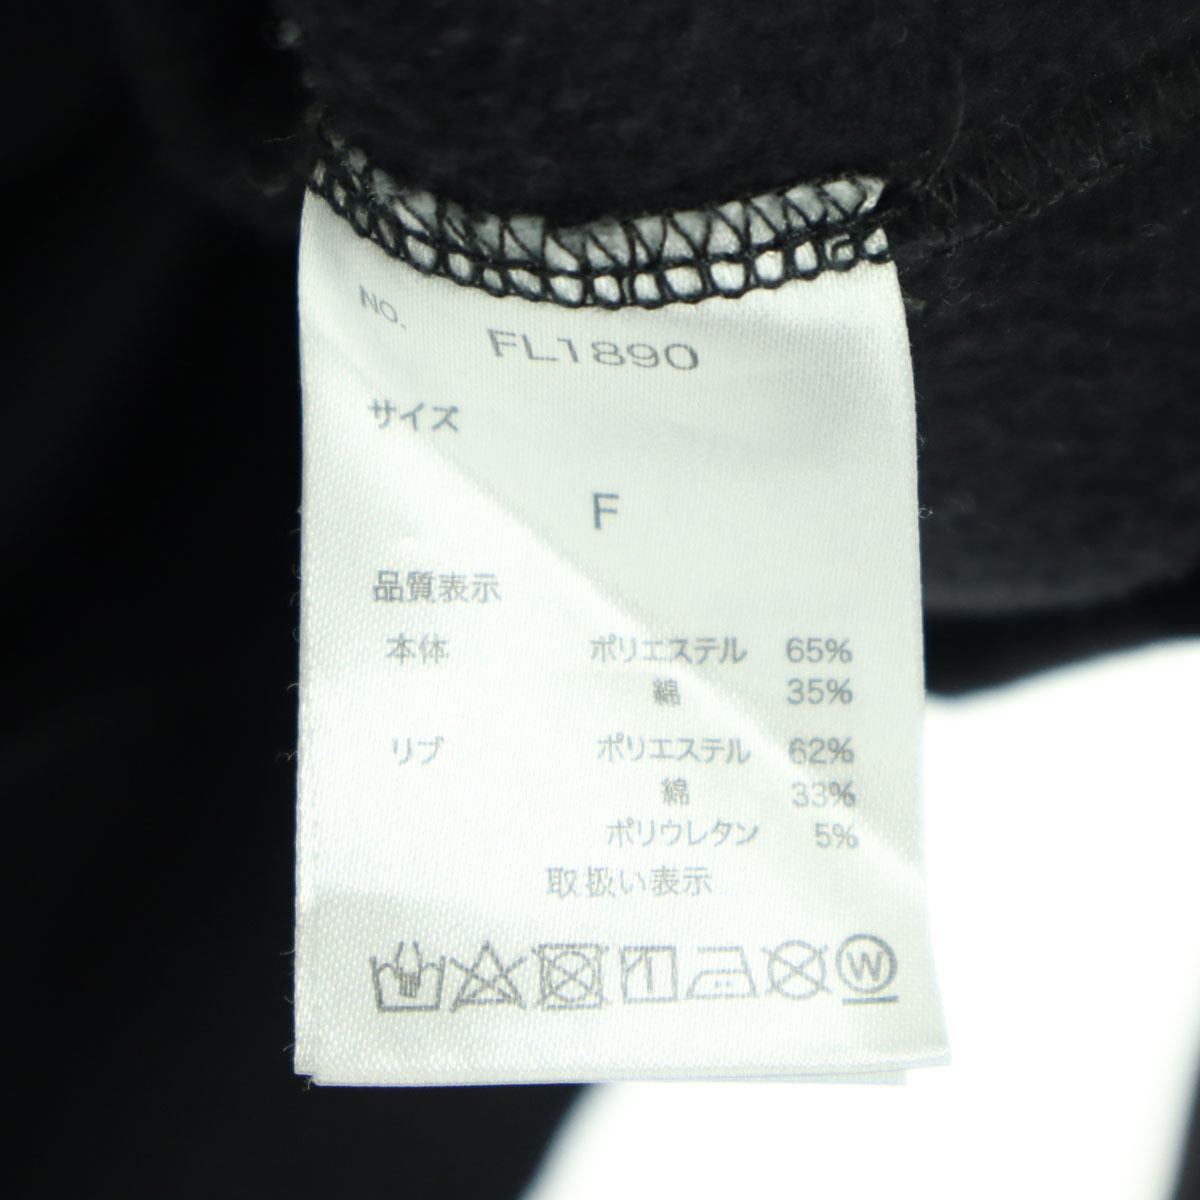 NO. FL1890
サイズ
F
品質表示
本体 ポリエステル 65%
綿 35%
リブ ポリエステル 62%
綿 33%
ポリウレタン 5%
取扱い表示
W